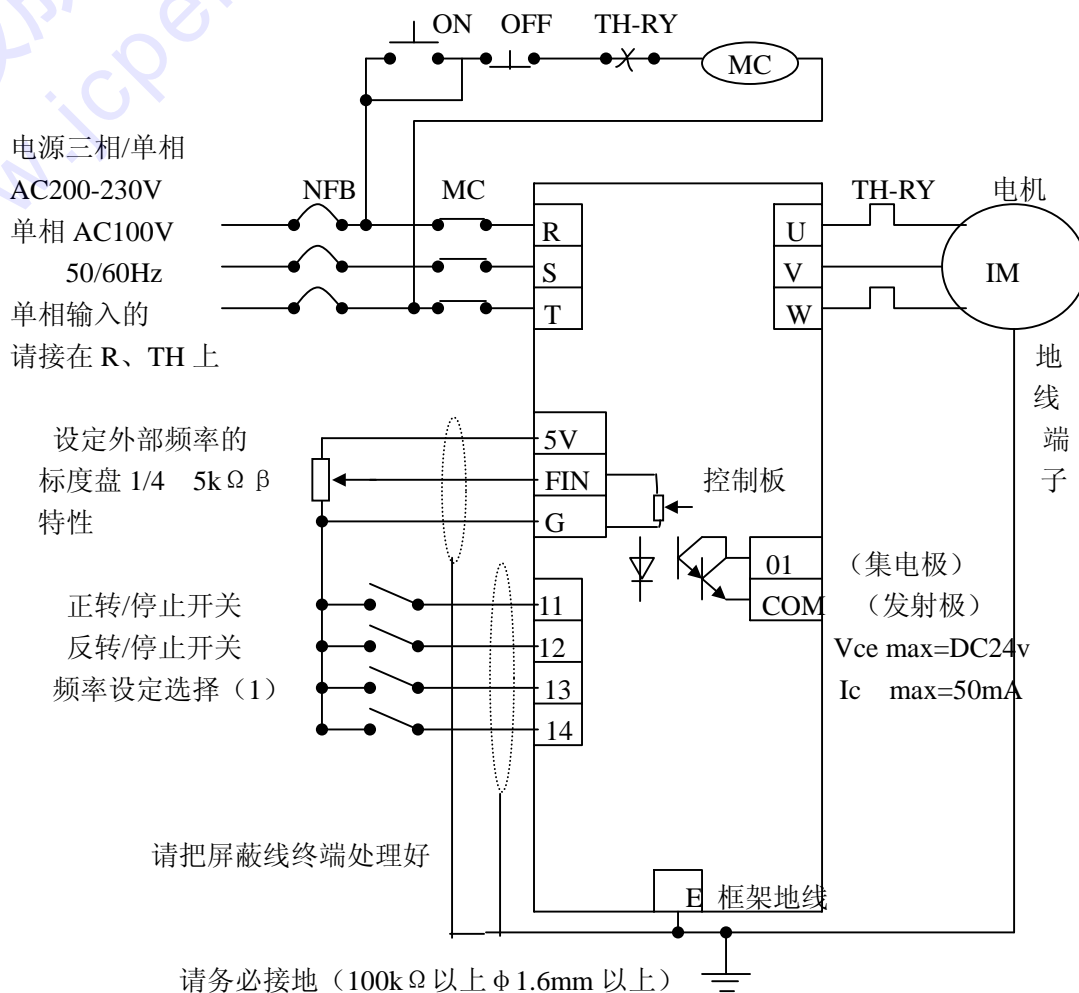 w.jcpe
ON OFF TH-RY
MC
电源三相/单相
AC200-230V
单相 AC100V
50/60Hz
单相输入的
请接在 R、TH 上
NFB
MC
R
S
T
U
V
W
TH-RY
电机
IM
地
线
端
子
设定外部频率的
标度盘 1/4 5kΩβ
特性
5V
FIN
G
控制板
01
COM
(集电极)
(发射极)
Vce max=DC24v
Ic max=50mA
正转/停止开关
反转/停止开关
频率设定选择(1)
11
12
13
14
请把屏蔽线终端处理好
E 框架地线
请务必接地(100kΩ以上φ1.6mm 以上)